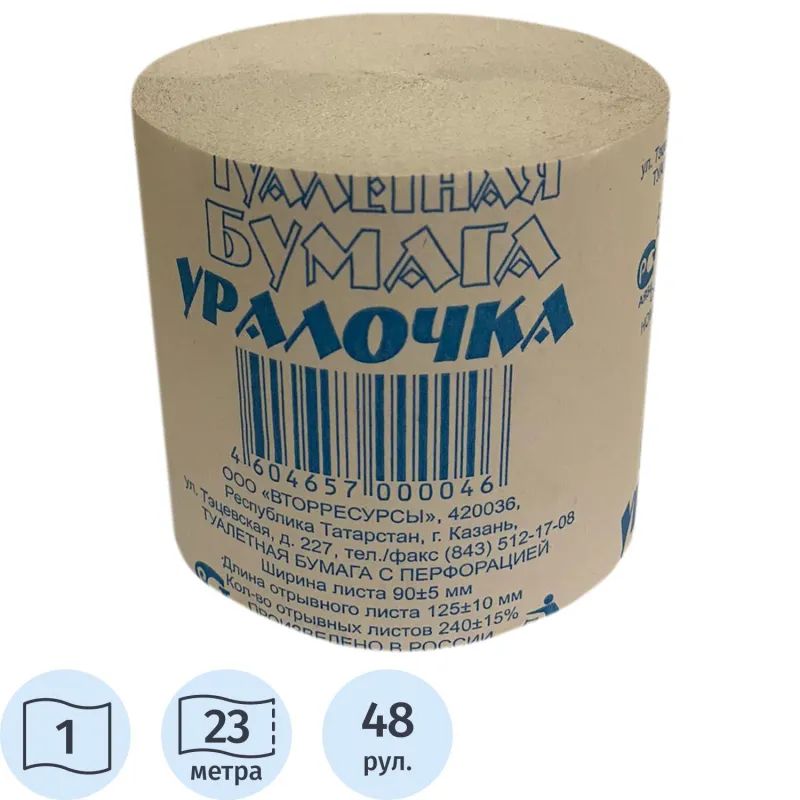 ТУАЛЕТНАЯ
БУМАГА
УРАЛОЧКА
4 604657 000046
ООО «ВТОРРЕСУРСЫ», 420036,
Республика Татарстан, г. Казань,
ул. Тэцевская, д. 227, тел./факс (843) 512-17-08
ТУАЛЕТНАЯ БУМАГА С ПЕРФОРАЦИЕЙ
Ширина листа 90±5 мм
Длина отрывного листа 125±10 мм
Кол-во отрывных листов 240±15%
ПРОИЗВЕДЕНО В РОССИИ
ул.
1
23
метра
48
рул.